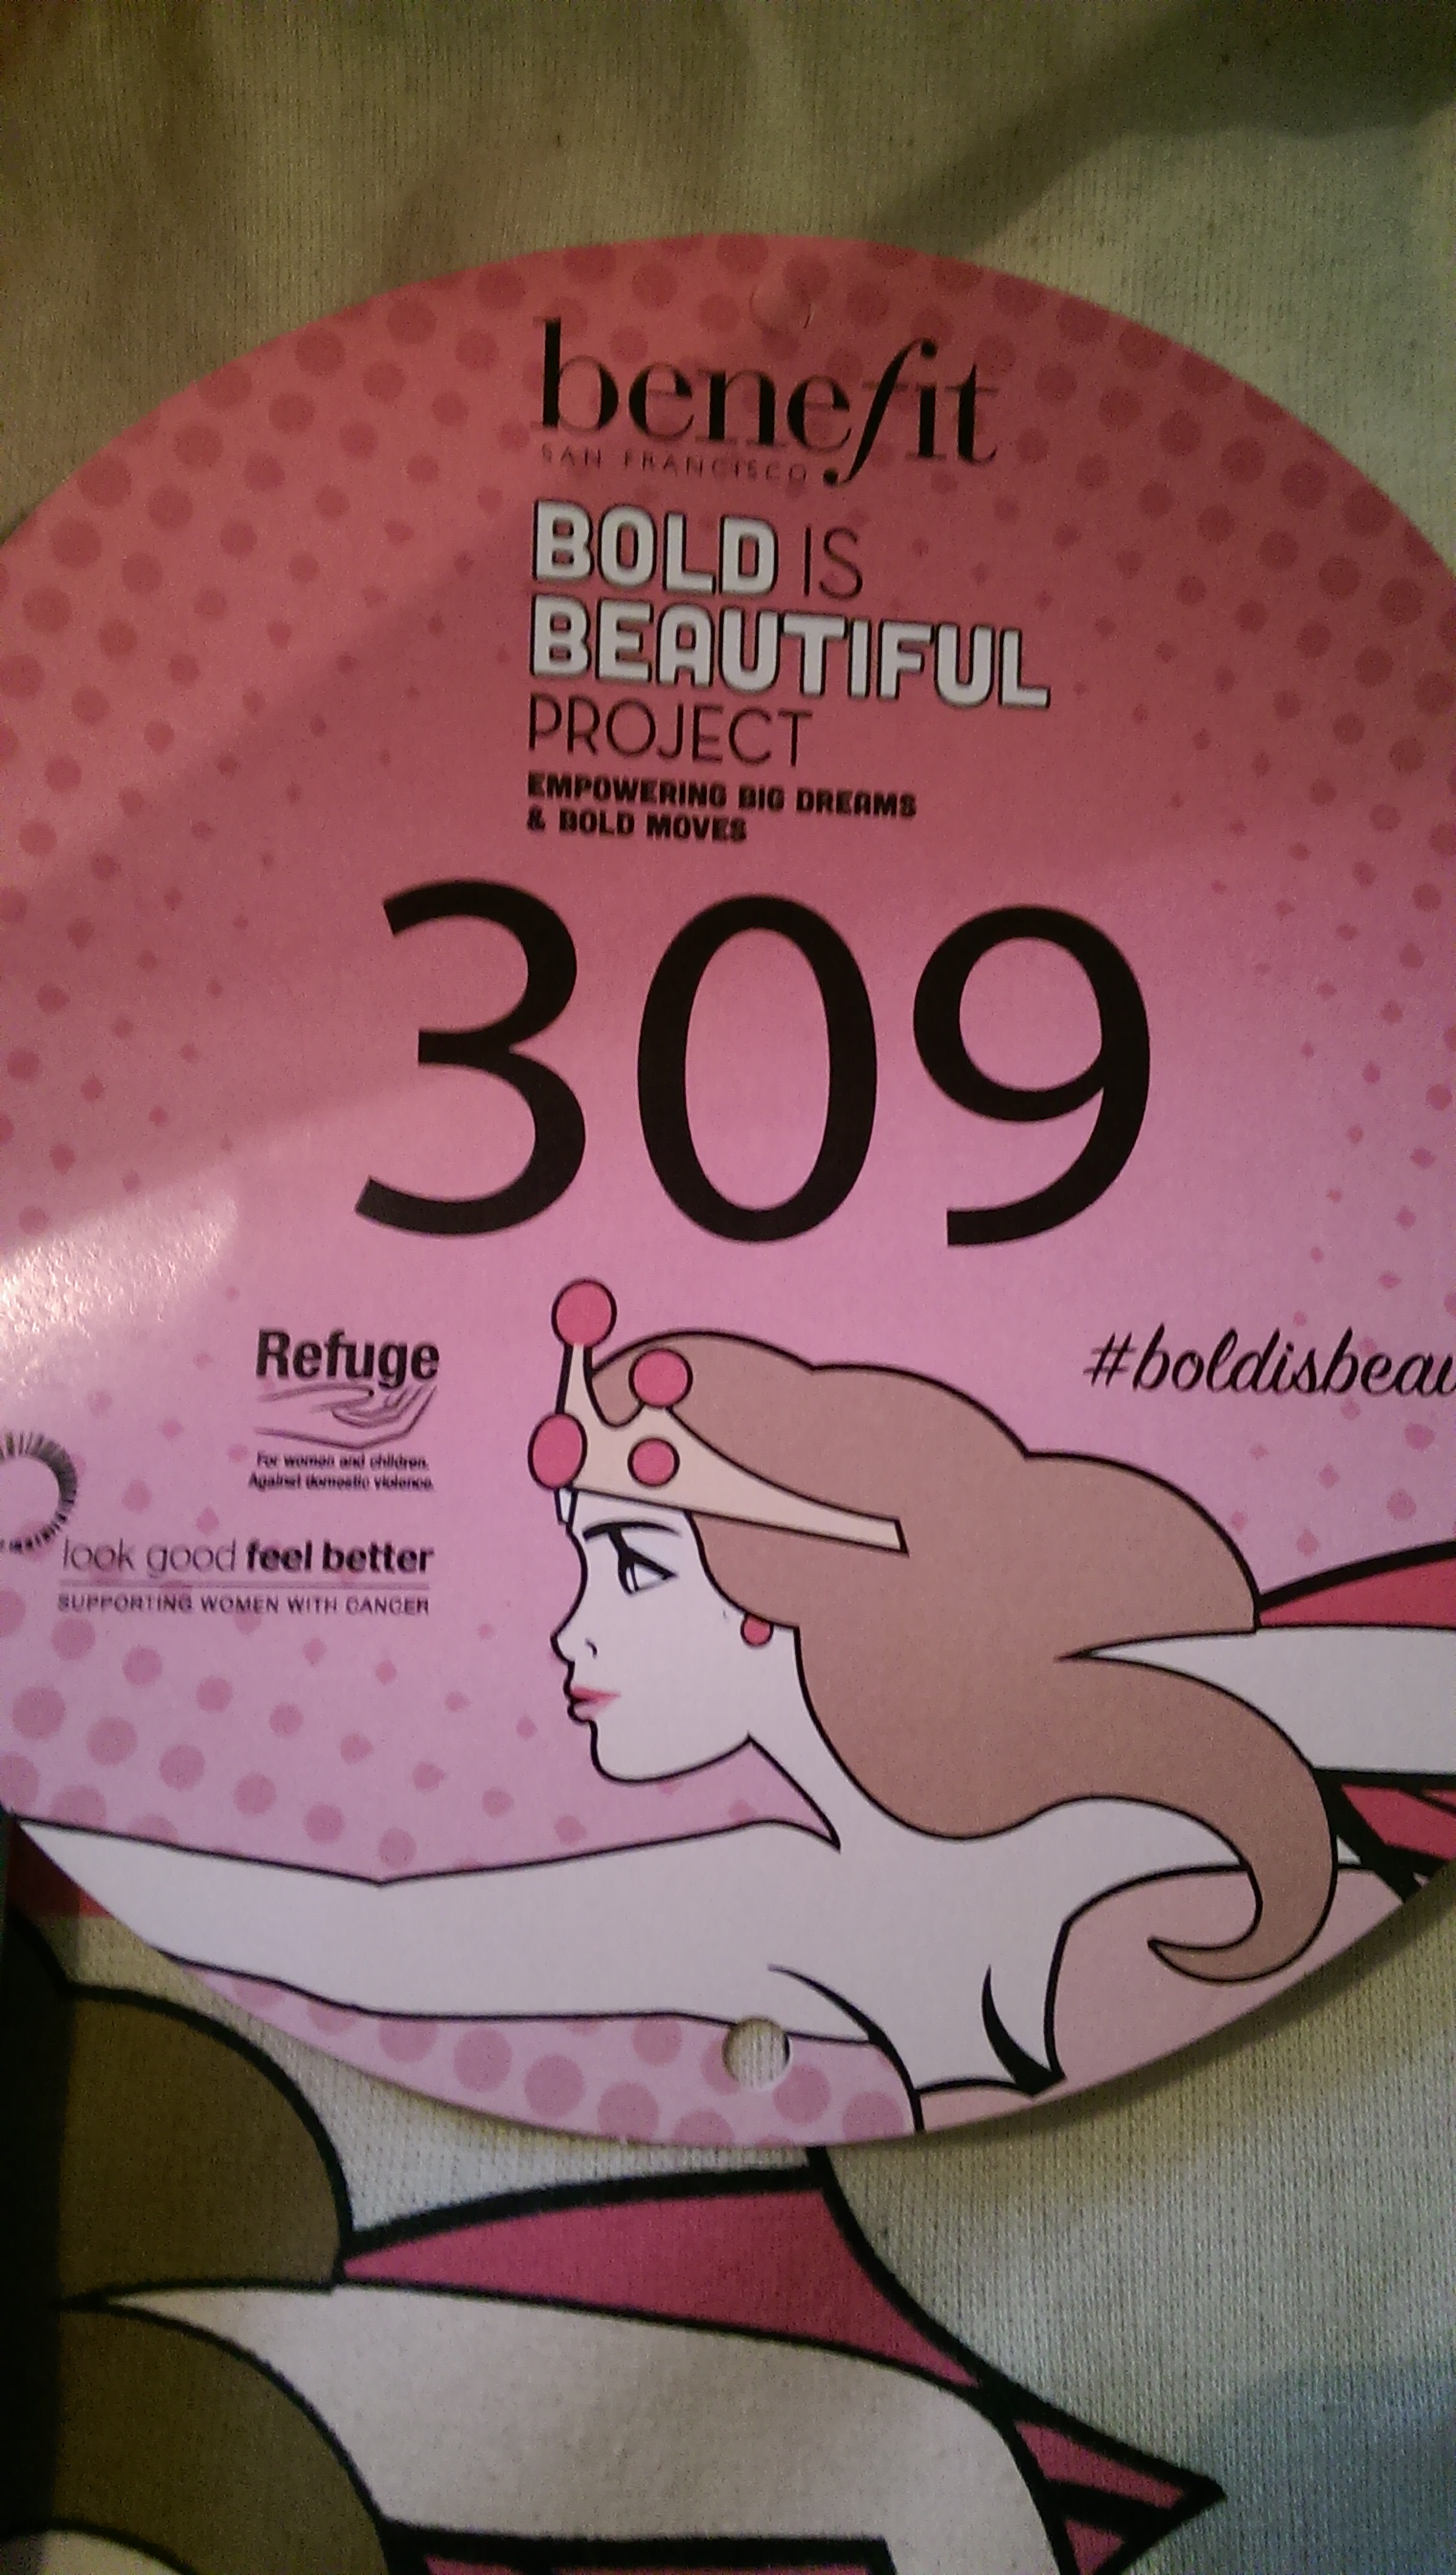 benefit
SAN FRANCISCO
BOLD IS
BEAUTIFUL
PROJECT
EMPOWERING BIG DREAMS
& BOLD MOVES
309
Refuge
For women and children.
Against domestic violence.
#boldisbeau
look good feel better
SUPPORTING WOMEN WITH CANCER